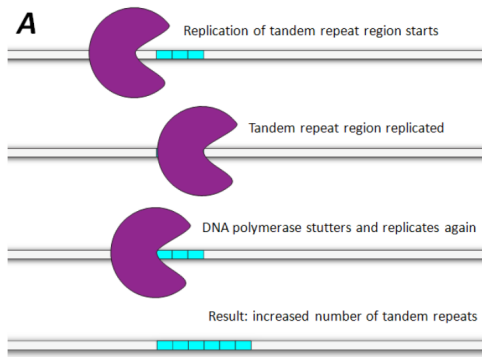 A
Replication of tandem repeat region starts
Tandem repeat region replicated
DNA polymerase stutters and replicates again
Result: increased number of tandem repeats